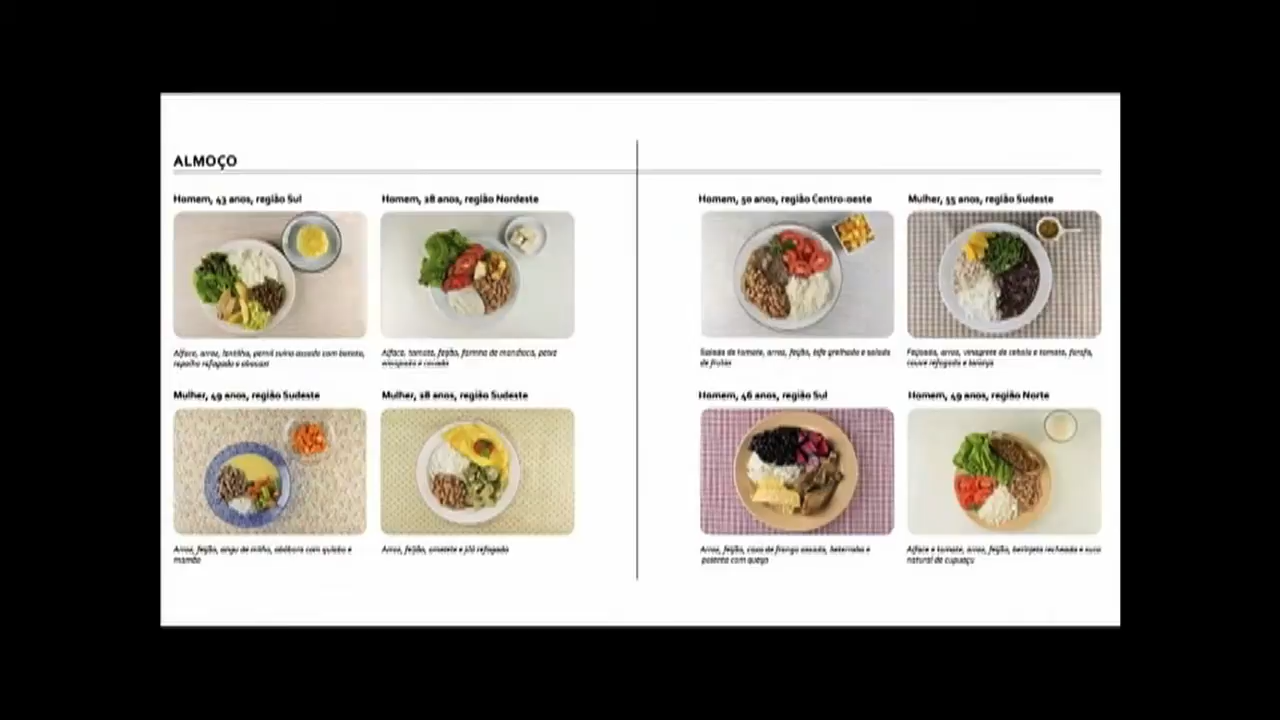 ALMOÇO
Homem, 43 anos, região Sul
Homem, 28 anos, região Nordeste
Alface, arroz, lentilha, pernil suíno assado com batata,
repolho refogado e abacaxi
Alface, tomate, feijão, farinha de mandioca, peixe
ensopado e cocada
Mulher, 49 anos, região Sudeste
Mulher, 28 anos, região Sudeste
Arroz, feijão, angu de milho, abóbora com quiabo e
mamão
Arroz, feijão, omelete e jiló refogado
Homem, 50 anos, região Centro-oeste
Mulher, 55 anos, região Sudeste
Salada de tomate, arroz, feijão, bife grelhado e salada
de frutas
Feijoada, arroz, vinagrete de cebola e tomate, farofa,
couve refogada e laranja
Homem, 46 anos, região Sul
Homem, 49 anos, região Norte
Arroz, feijão, coxa de frango assada, beterraba e
polenta com queijo
Alface e tomate, arroz, feijão, berinjela recheada e suco
natural de cupuaçu